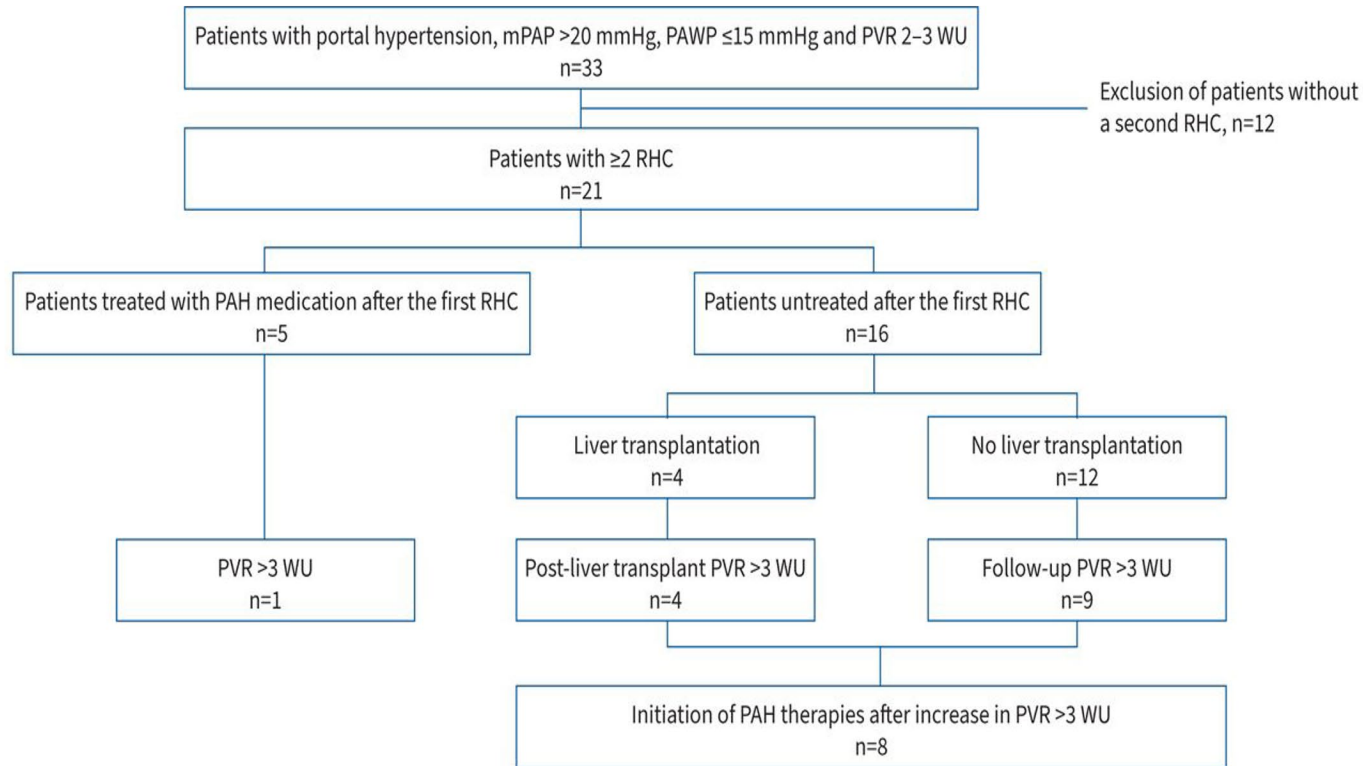 Patients with portal hypertension, mPAP >20 mmHg, PAWP ≤15 mmHg and PVR 2–3 WU
n=33
Exclusion of patients without
a second RHC, n=12
Patients with ≥2 RHC
n=21
Patients treated with PAH medication after the first RHC
n=5
Patients untreated after the first RHC
n=16
Liver transplantation
n=4
No liver transplantation
n=12
PVR >3 WU
n=1
Post-liver transplant PVR >3 WU
n=4
Follow-up PVR >3 WU
n=9
Initiation of PAH therapies after increase in PVR >3 WU
n=8